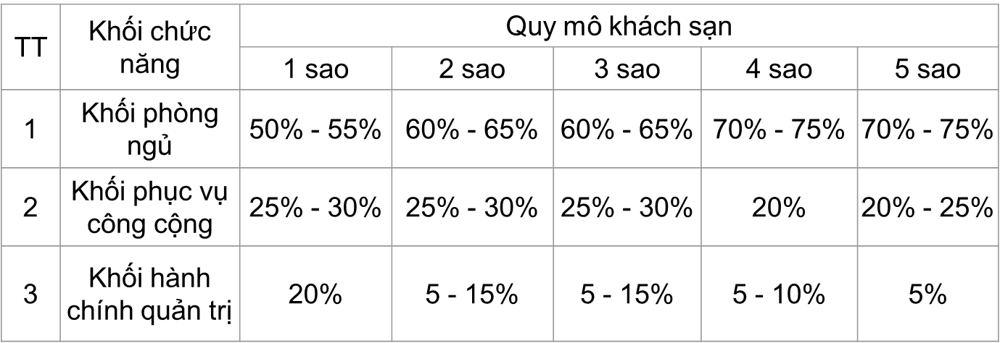 TT
Khối chức
năng
Quy mô khách sạn
1 sao
2 sao
3 sao
4 sao
5 sao
1
Khối phòng
ngủ
50% - 55%
60% - 65%
60% - 65%
70% - 75%
70% - 75%
2
Khối phục vụ
công cộng
25% - 30%
25% - 30%
25% - 30%
20%
20% - 25%
3
Khối hành
chính quản trị
20%
5 - 15%
5 - 15%
5 - 10%
5%